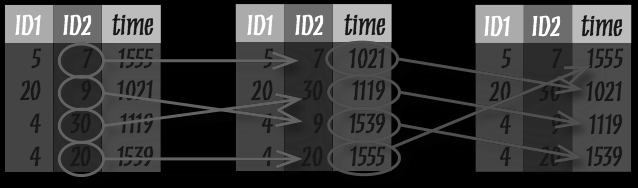 ID1 ID2 time ID1 ID2 time ID1 ID2 time
5 7 1555 5 7 1021 5 7 1555
20 9 1021 20 30 1119 20 30 1021
4 30 1119 4 9 1539 4 9 1119
4 20 1539 4 20 1555 4 20 1539